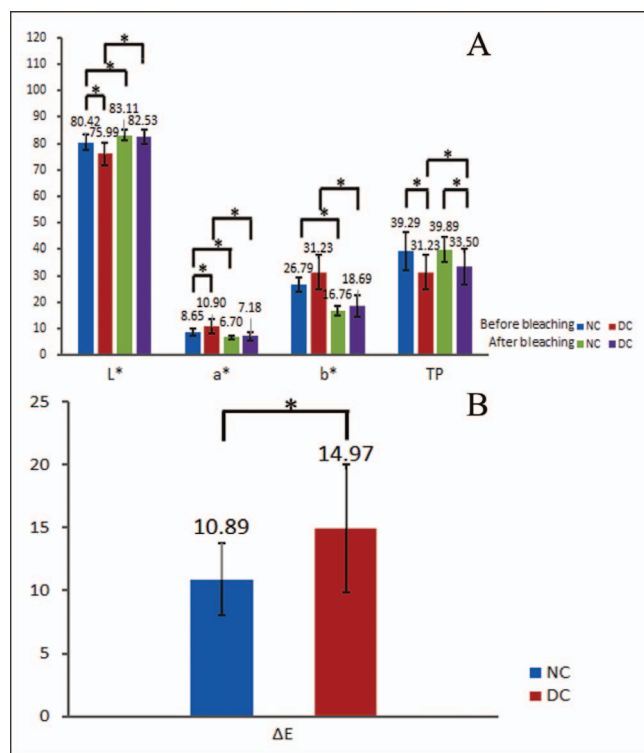 A
120
110
100
90
80
70
60
50
40
30
20
10
0
* * *
80.42 75.99 83.11 82.53
* * *
8.65 10.90 6.70 7.18
* *
26.79 31.23 16.76 18.69
* * *
39.29 31.23 39.89 33.50
L* a* b* TP
Before bleaching NC DC
After bleaching NC DC
B
25
20
15
10
5
0
*
10.89 14.97
ΔE
NC
DC